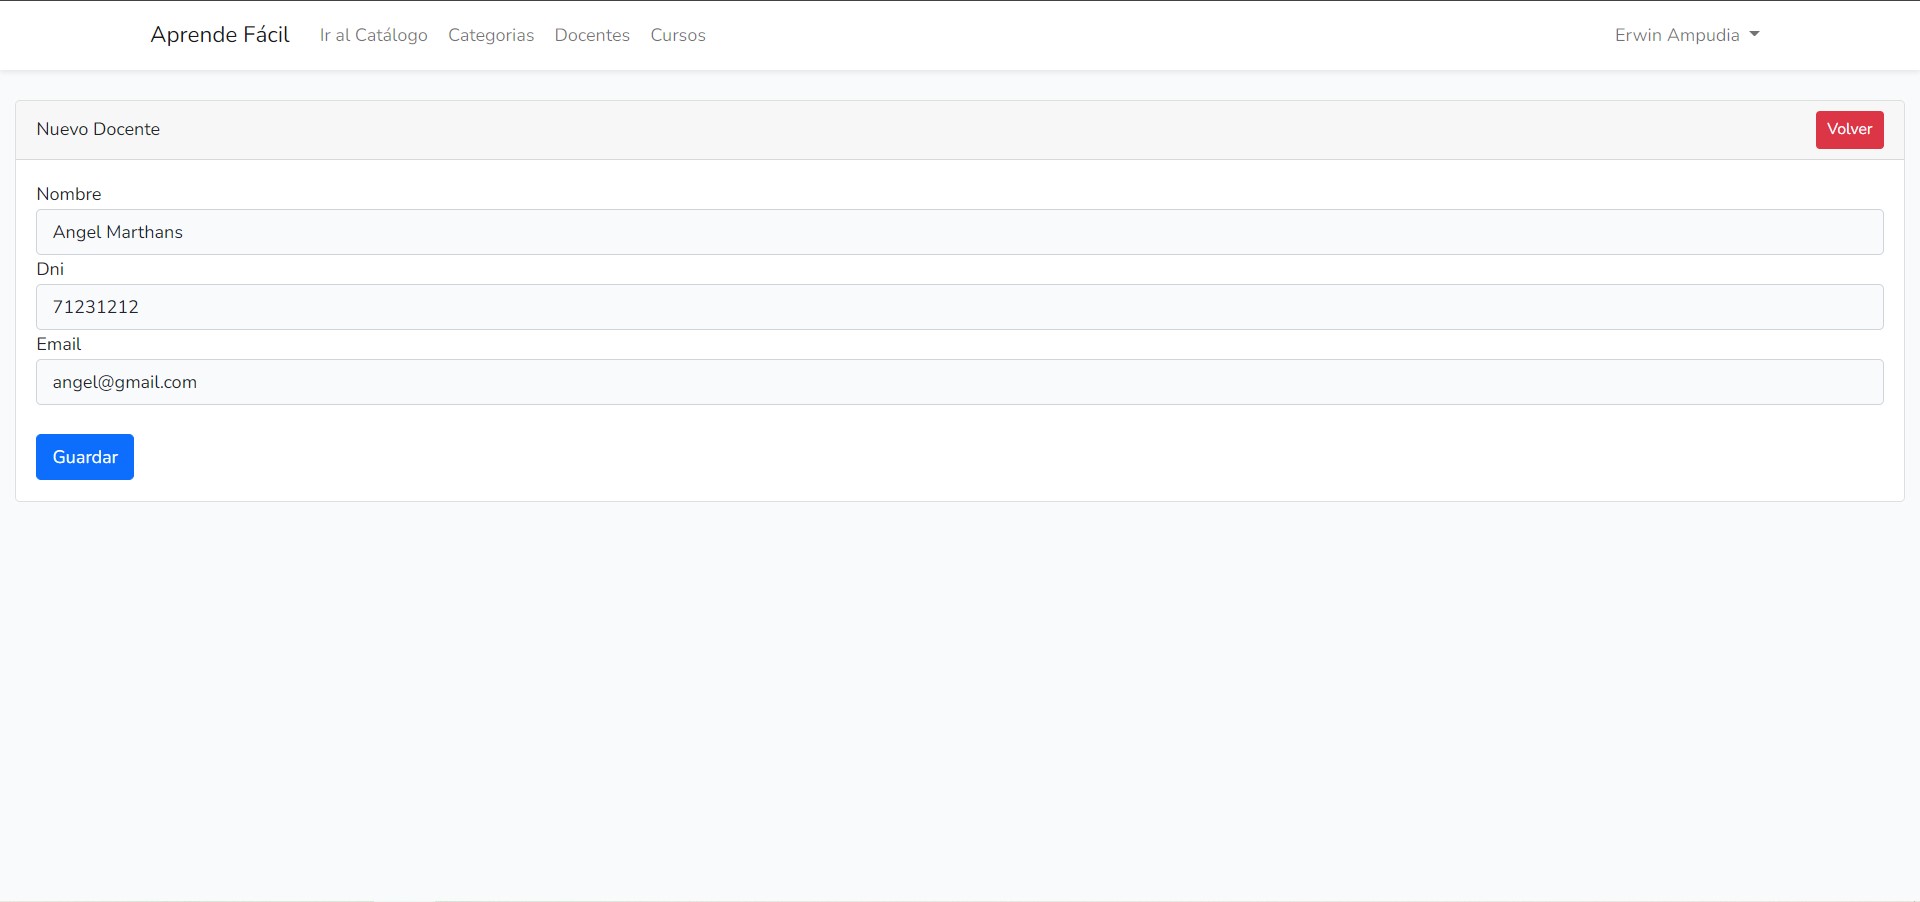 Aprende Fácil Ir al Catálogo Categorias Docentes Cursos Erwin Ampudia
Nuevo Docente Volver
Nombre
Angel Marthans
Dni
71231212
Email
angel@gmail.com
Guardar